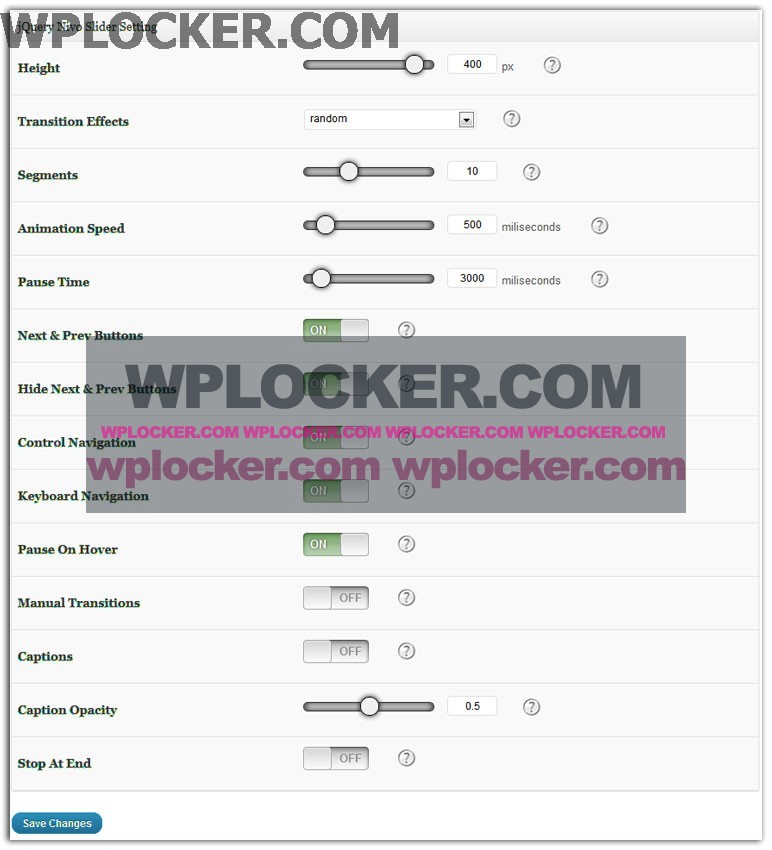 WPLOCKER.COM
jQuery Nivo Slider Setting
Height 400 px ?
Transition Effects random ?
Segments 10 ?
Animation Speed 500 miliseconds ?
Pause Time 3000 miliseconds ?
Next & Prev Buttons ON ?
Hide Next & Prev Buttons ON ?
WPLOCKER.COM
WPLOCKER.COM WPLOCKER.COM WPLOCKER.COM WPLOCKER.COM
Control Navigation ON ?
wplocker.com wplocker.com
Keyboard Navigation ON ?
Pause On Hover ON ?
Manual Transitions OFF ?
Captions OFF ?
Caption Opacity 0.5 ?
Stop At End OFF ?
Save Changes